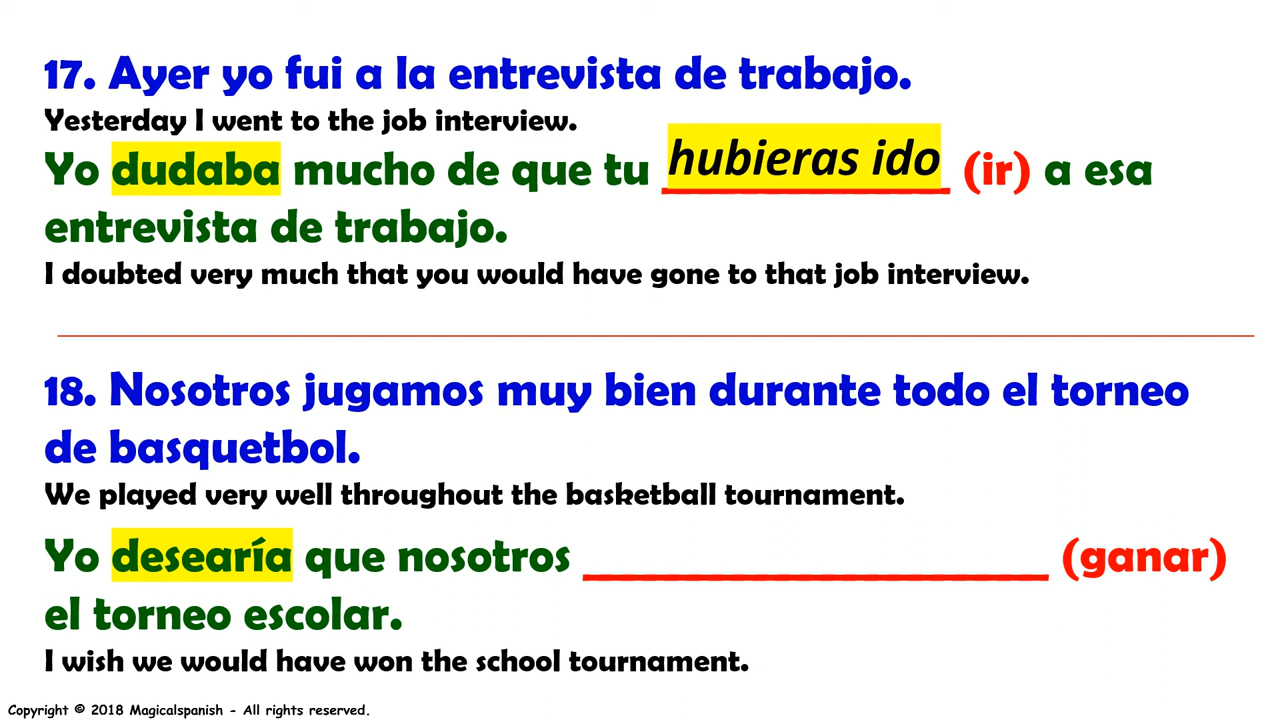 17. Ayer yo fui a la entrevista de trabajo.
Yesterday I went to the job interview.
Yo dudaba mucho de que tu hubieras ido (ir) a esa
entrevista de trabajo.
I doubted very much that you would have gone to that job interview.
18. Nosotros jugamos muy bien durante todo el torneo
de basquetbol.
We played very well throughout the basketball tournament.
Yo desearía que nosotros ____________________ (ganar)
el torneo escolar.
I wish we would have won the school tournament.
Copyright © 2018 Magicalspanish - All rights reserved.